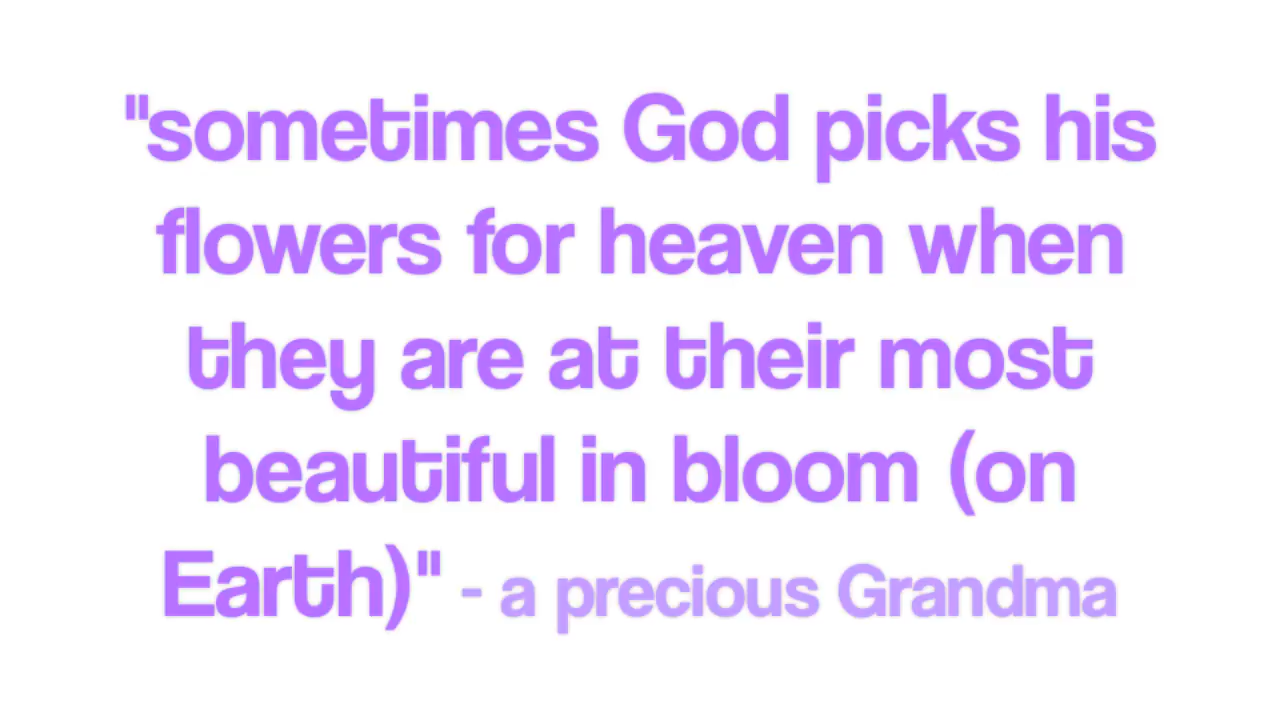 "sometimes God picks his
flowers for heaven when
they are at their most
beautiful in bloom (on
Earth)" - a precious Grandma